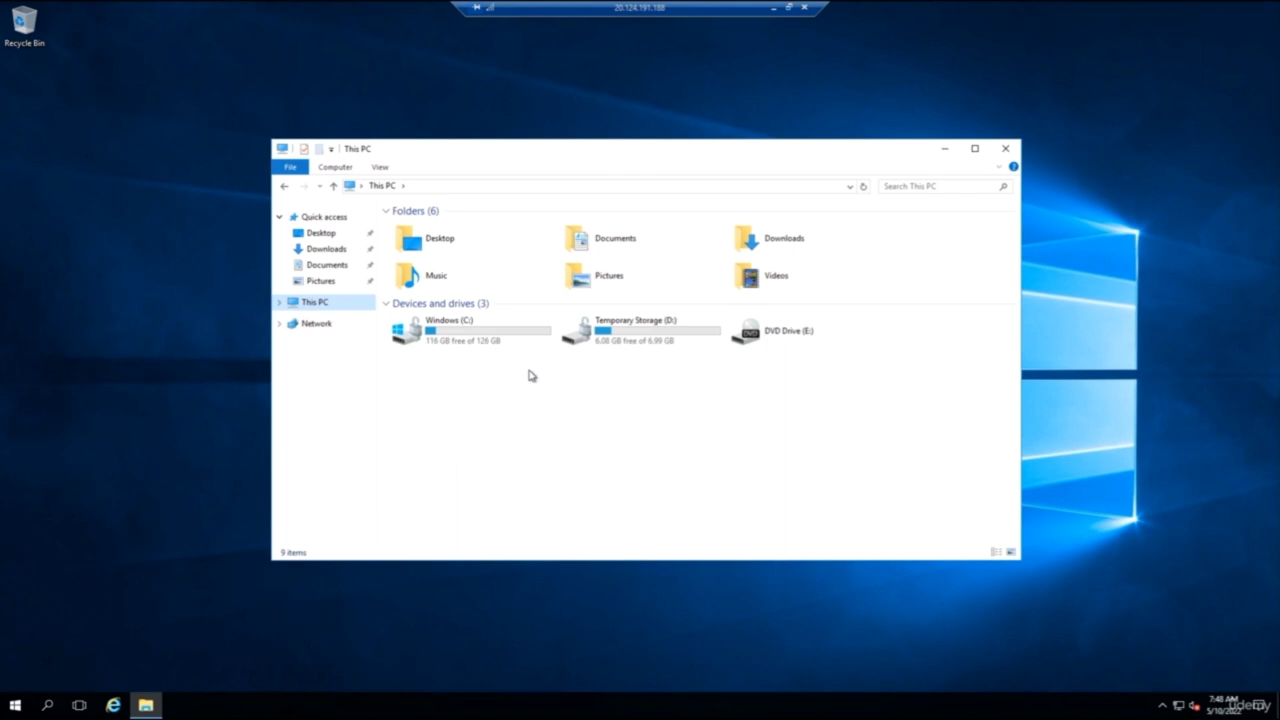 20.124.191.188
Recycle Bin
This PC
File Computer View
This PC
Search This PC
Quick access
Desktop
Downloads
Documents
Pictures
This PC
Network
Folders (6)
Desktop
Documents
Downloads
Music
Pictures
Videos
Devices and drives (3)
Windows (C:)
116 GB free of 126 GB
Temporary Storage (D:)
6.08 GB free of 6.99 GB
DVD Drive (E:)
9 items
7:48 AM
5/10/2022
udemy